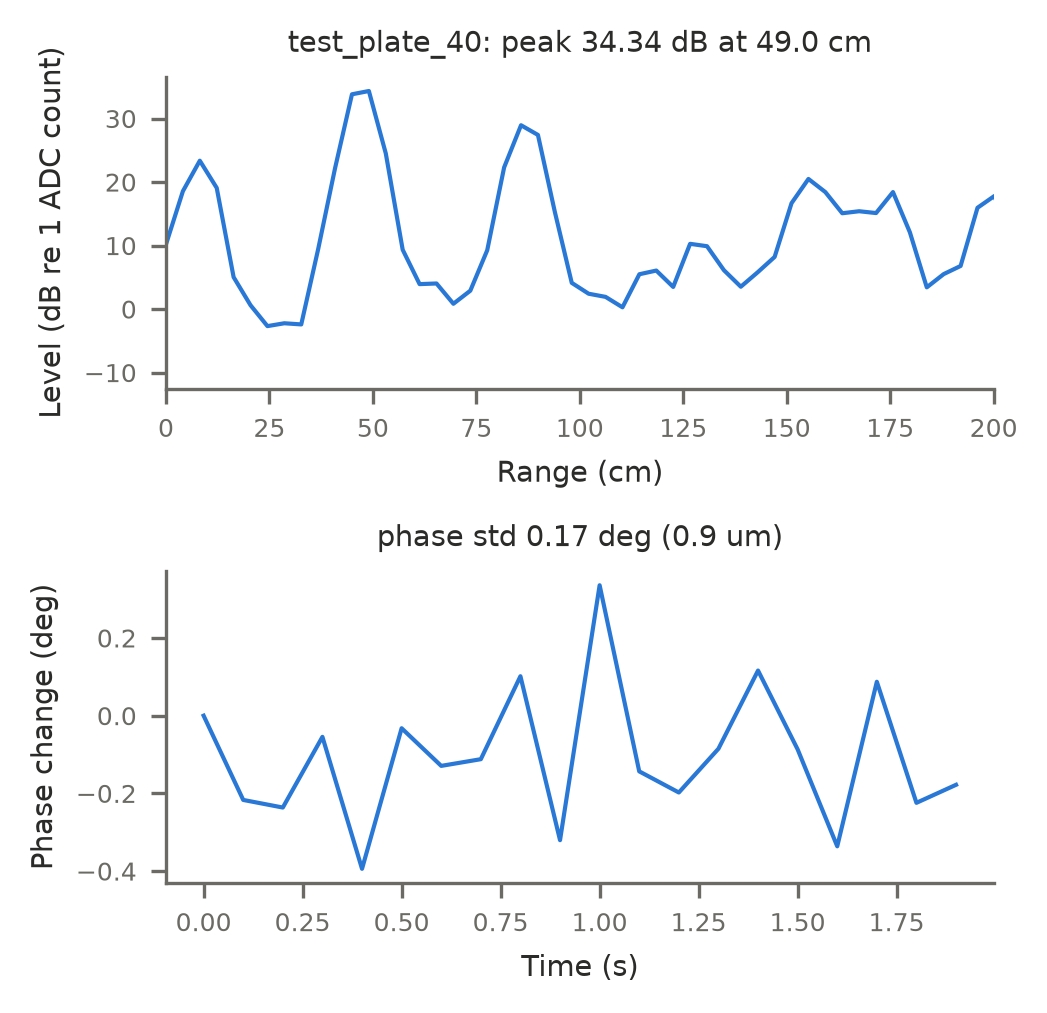 test_plate_40: peak 34.34 dB at 49.0 cm
Level (dB re 1 ADC count)
30
20
10
0
−10
0 25 50 75 100 125 150 175 200
Range (cm)
phase std 0.17 deg (0.9 um)
Phase change (deg)
0.2
0.0
−0.2
−0.4
0.00 0.25 0.50 0.75 1.00 1.25 1.50 1.75
Time (s)